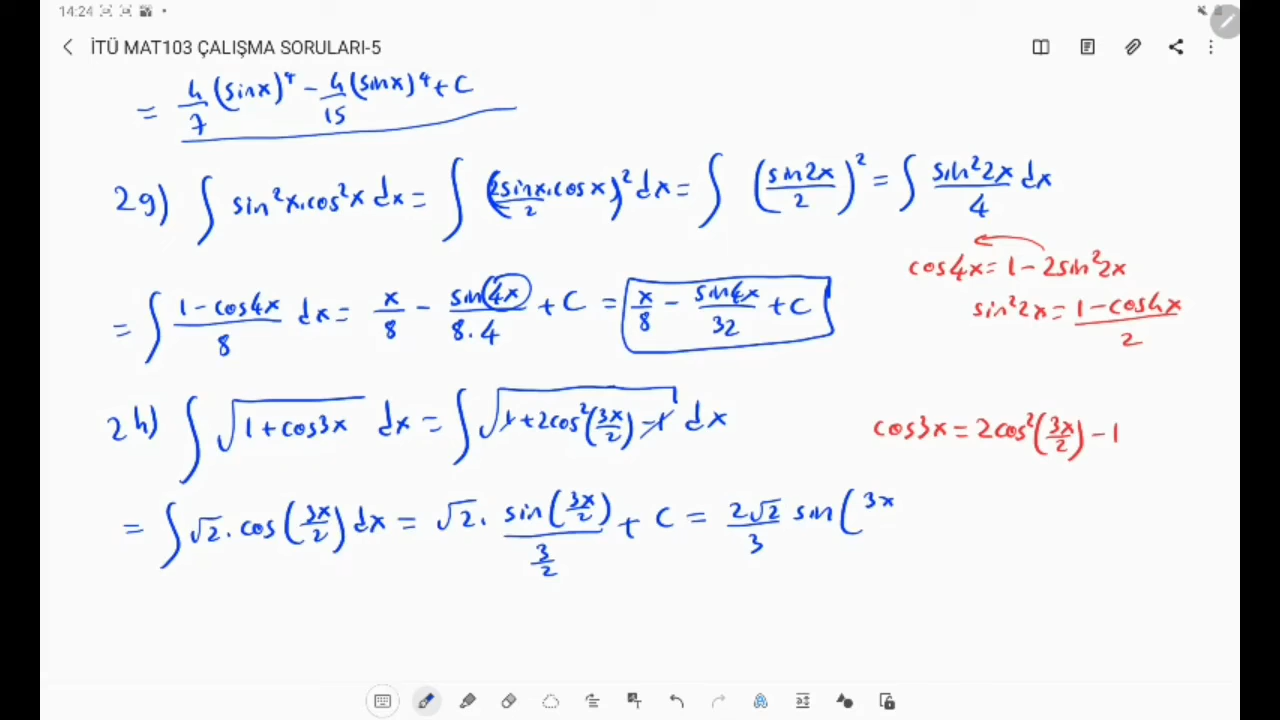 14:24
İTÜ MAT103 ÇALIŞMA SORULARI-5
= 4/7 (sinx)⁴ - 4/15 (sinx)⁴ + C
2g) ∫ sin²x.cos²x dx = ∫ (2sinx.cosx/2)² dx = ∫ (sin2x/2)² = ∫ sin²2x/4 dx
cos4x = 1 - 2sin²2x
sin²2x = 1-cos4x/2
= ∫ 1-cos4x/8 dx = x/8 - sin(4x)/8.4 + C = x/8 - sin4x/32 + C
2h) ∫ √1+cos3x dx = ∫ √1+2cos²(3x/2)-1 dx
cos3x = 2cos²(3x/2) - 1
= ∫ √2. cos(3x/2) dx = √2. sin(3x/2)/(3/2) + C = 2√2/3 sin(3x